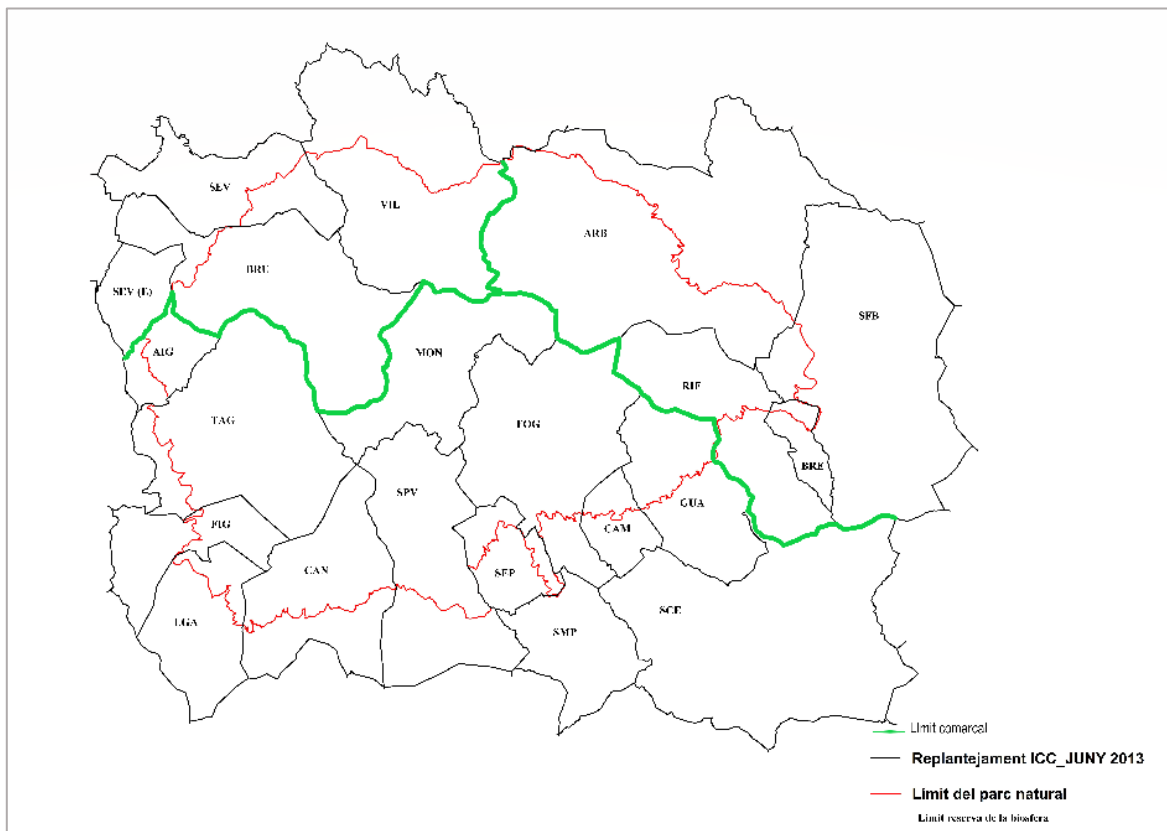 SEV
VIL
ARB
BRU
SEV (E)
SFB
AIG
MON
RIE
TAG
FOG
BRE
SPV
GUA
FIG
CAM
CAN
SEP
SCE
LGA
SMP
Límit comarcal
Replantejament ICC_JUNY 2013
Límit del parc natural
Límit reserva de la biosfera